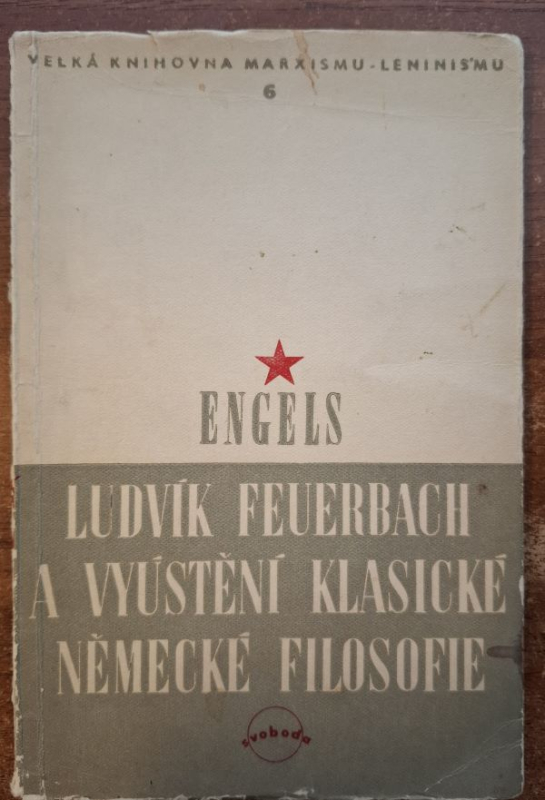 VELKÁ KNIHOVNA MARXISMU-LENINISMU
6
ENGELS
LUDVÍK FEUERBACH
A VYÚSTĚNÍ KLASICKÉ
NĚMECKÉ FILOSOFIE
svoboda